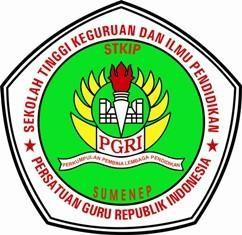 ★ SEKOLAH TINGGI KEGURUAN DAN ILMU PENDIDIKAN ★
STKIP
PGRI
PERKUMPULAN PEMBINA LEMBAGA PENDIDIKAN
SUMENEP
PERSATUAN GURU REPUBLIK INDONESIA